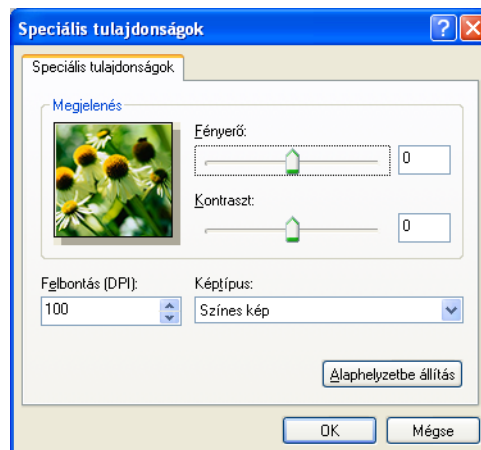 Speciális tulajdonságok
Speciális tulajdonságok
Megjelenés
Fényerő:
0
Kontraszt:
0
Felbontás (DPI):
Képtípus:
100
Színes kép
Alaphelyzetbe állítás
OK
Mégse